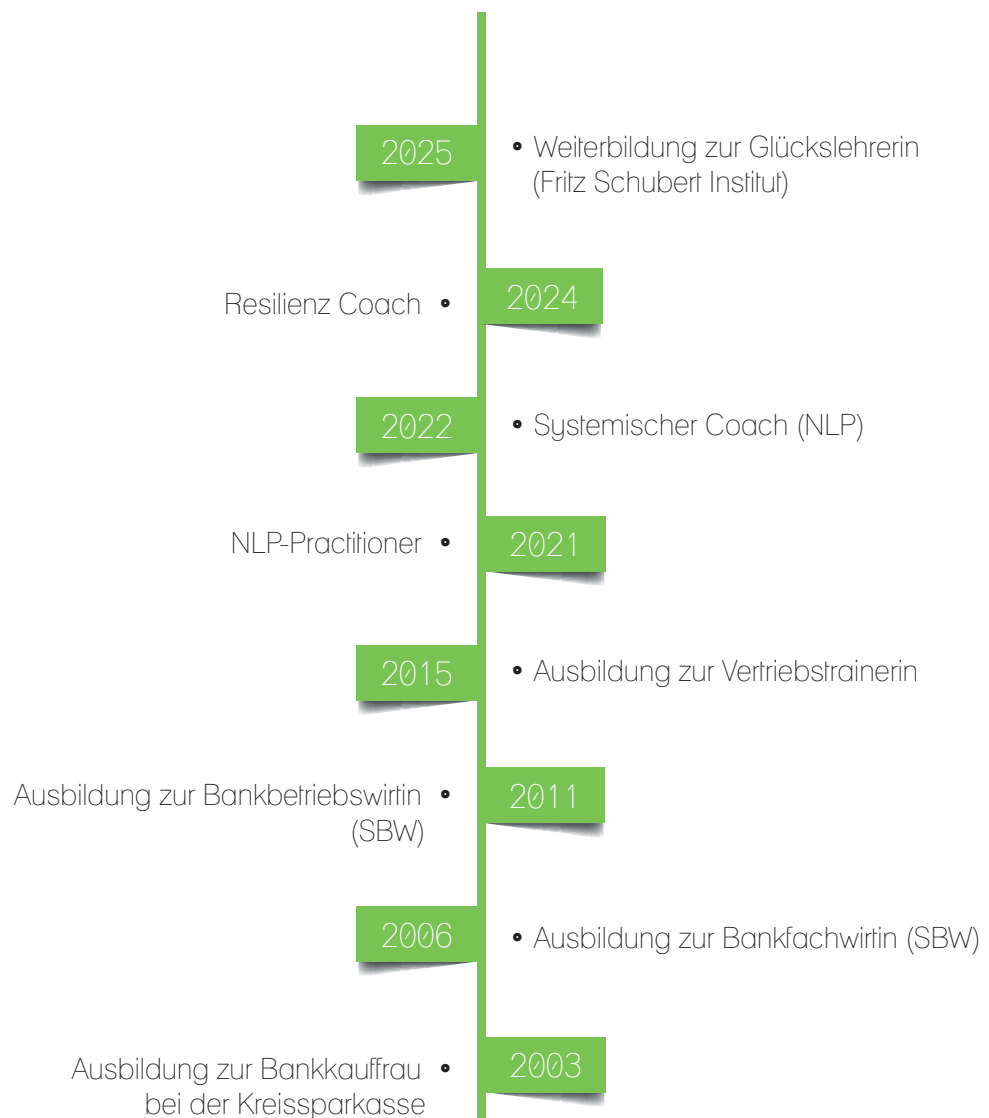 2025
• Weiterbildung zur Glückslehrerin
(Fritz Schubert Institut)
2024
Resilienz Coach •
2022
• Systemischer Coach (NLP)
2021
NLP-Practitioner •
2015
• Ausbildung zur Vertriebstrainerin
2011
Ausbildung zur Bankbetriebswirtin •
(SBW)
2006
• Ausbildung zur Bankfachwirtin (SBW)
2003
Ausbildung zur Bankkauffrau •
bei der Kreissparkasse